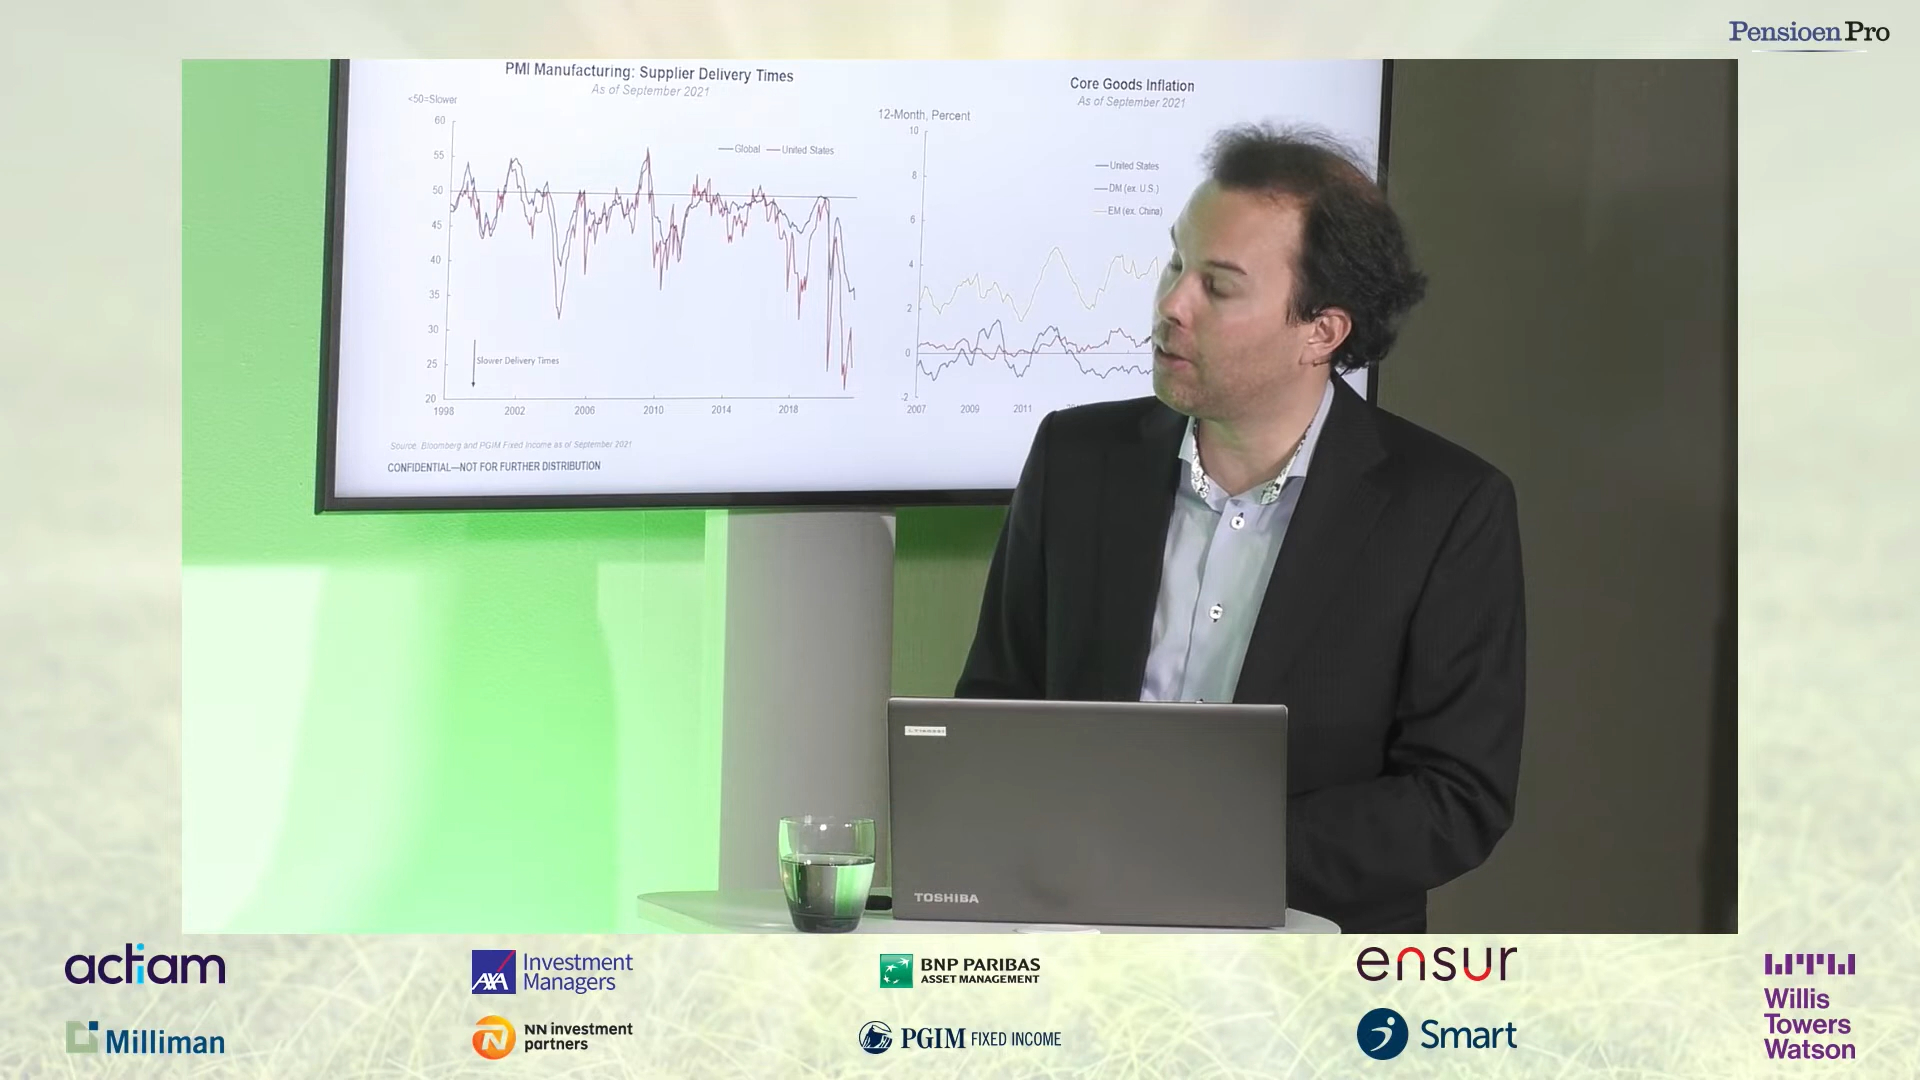 Pensioen Pro
PMI Manufacturing: Supplier Delivery Times
As of September 2021
<50=Slower
60
55
50
45
40
35
30
25
20
Global
United States
Slower Delivery Times
1998
2002
2006
2010
2014
2018
Source: Bloomberg and PGIM Fixed Income as of September 2021
CONFIDENTIAL—NOT FOR FURTHER DISTRIBUTION
Core Goods Inflation
As of September 2021
12-Month, Percent
10
8
6
4
2
0
-2
United States
DM (ex. U.S.)
EM (ex. China)
2007
2009
2011
TOSHIBA
actiam
AXA
Investment
Managers
BNP PARIBAS
ASSET MANAGEMENT
ensur
WTW
Willis
Towers
Watson
Milliman
NN investment
partners
PGIM FIXED INCOME
Smart